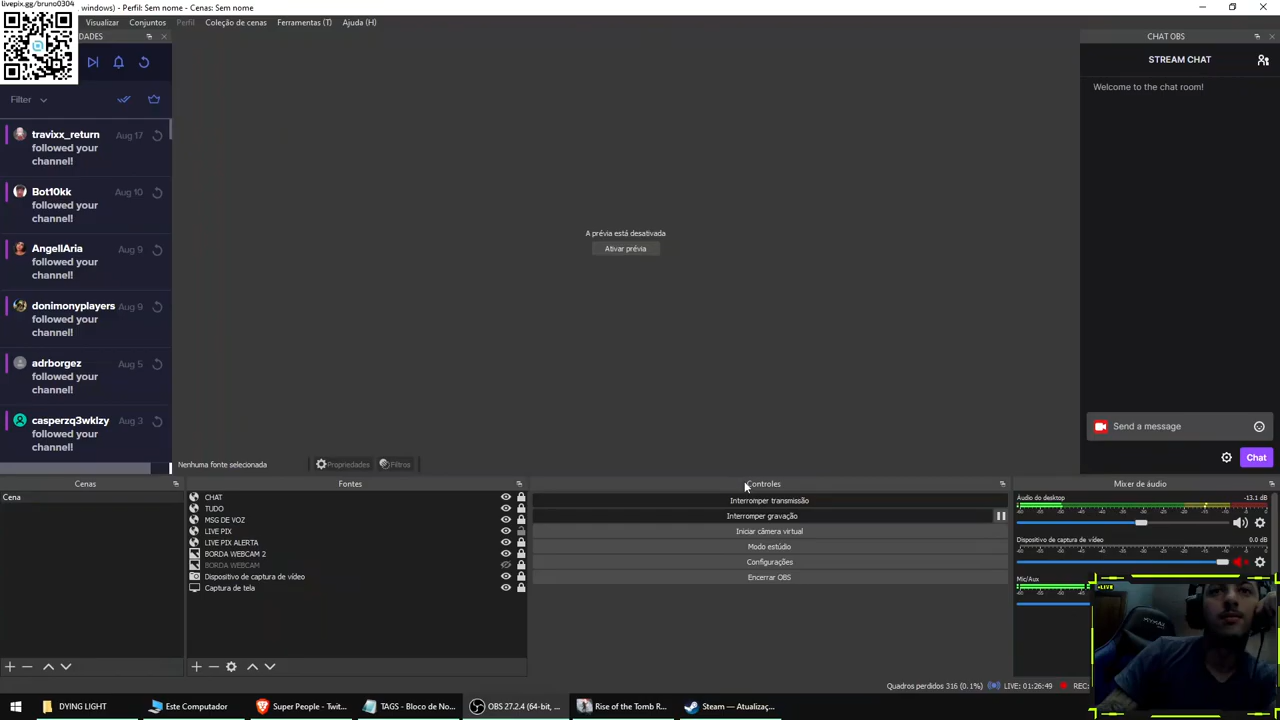 livepix.gg/bruno0304
, windows) - Perfil: Sem nome - Cenas: Sem nome
Visualizar Conjuntos Perfil Coleção de cenas Ferramentas (T) Ajuda (H)
DADES
CHAT OBS
STREAM CHAT
Welcome to the chat room!
Filter
travixx_return Aug 17
followed your
channel!
Bot10kk Aug 10
followed your
channel!
AngellAria Aug 9
followed your
channel!
donimonyplayers Aug 9
followed your
channel!
adrborgez Aug 5
followed your
channel!
casperzq3wklzy Aug 3
followed your
channel!
A prévia está desativada
Ativar prévia
Send a message
Chat
Nenhuma fonte selecionada Propriedades Filtros
Cenas
Cena
Fontes
CHAT
TUDO
MSG DE VOZ
LIVE PIX
LIVE PIX ALERTA
BORDA WEBCAM 2
BORDA WEBCAM
Dispositivo de captura de vídeo
Captura de tela
Controles
Interromper transmissão
Interromper gravação
Iniciar câmera virtual
Modo estúdio
Configurações
Encerrar OBS
Mixer de áudio
Áudio do desktop -13.1 dB
Dispositivo de captura de vídeo 0.0 dB
Mic/Aux
LIVE
Quadros perdidos 316 (0.1%) LIVE: 01:26:49 REC:
DYING LIGHT
Este Computador
Super People - Twit...
TAGS - Bloco de No...
OBS 27.2.4 (64-bit, ...
Rise of the Tomb R...
Steam — Atualizaç...